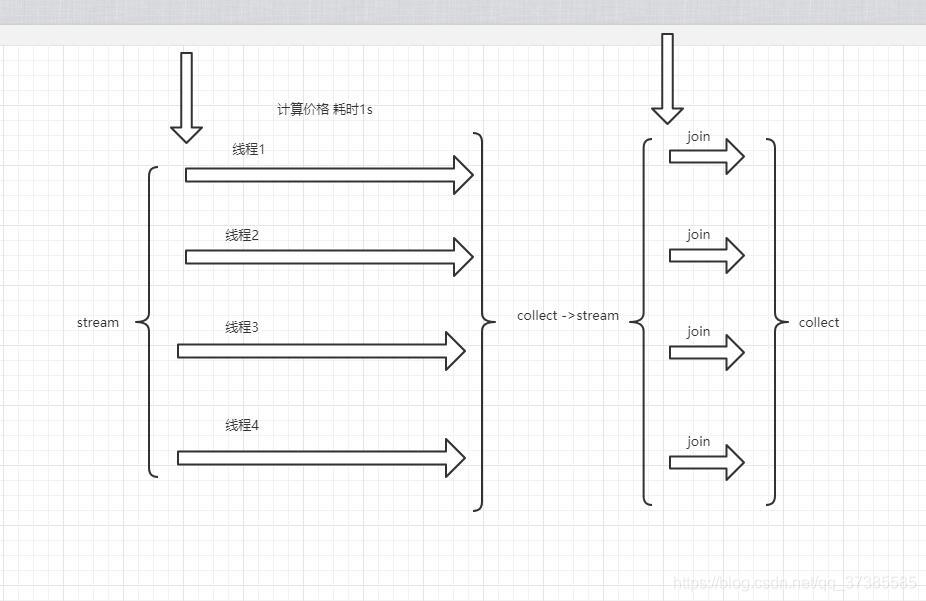 计算价格 耗时1s
线程1
线程2
线程3
线程4
stream
collect ->stream
join
join
join
join
collect
https://blog.csdn.net/qq_37385585